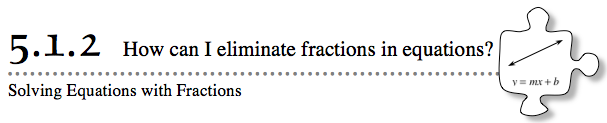 5.1.2 How can I eliminate fractions in equations?
y = mx + b
Solving Equations with Fractions